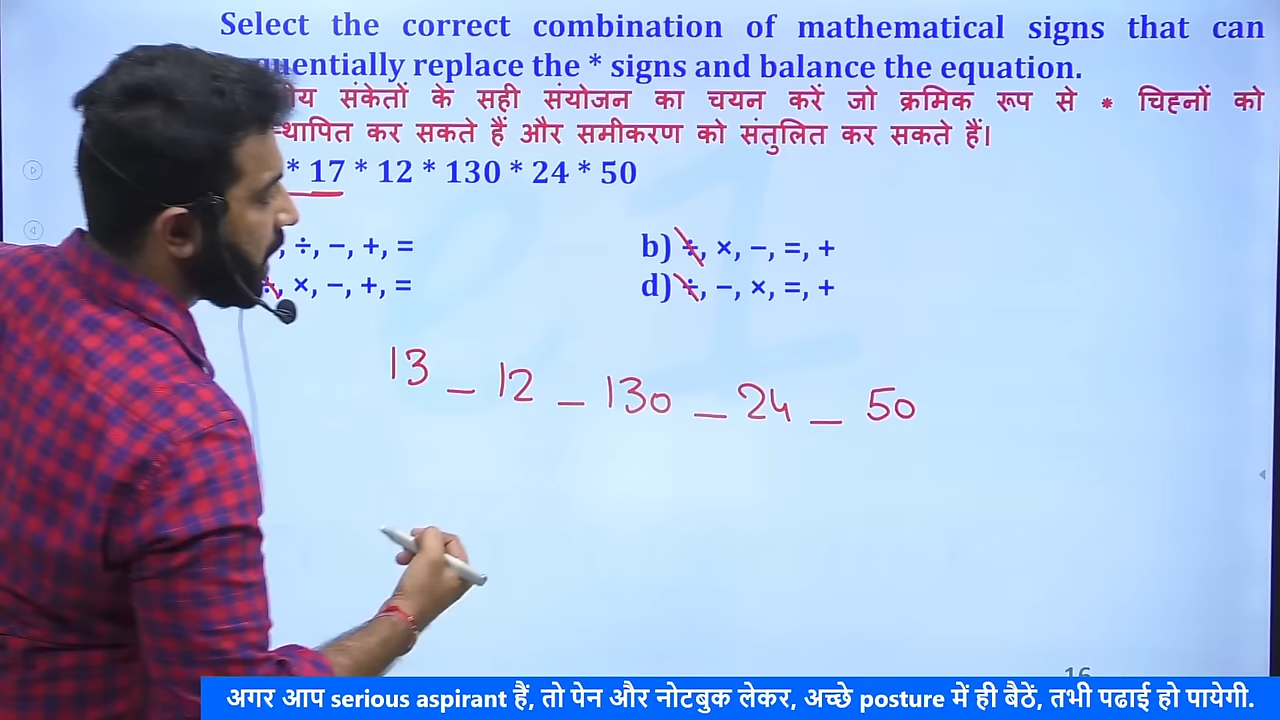 Select the correct combination of mathematical signs that can
replace the * signs and balance the equation.
संकेतों के सही संयोजन का चयन करें जो क्रमिक रूप से * चिह्नों को
कर सकते हैं और समीकरण को संतुलित कर सकते हैं।
* 17 * 12 * 130 * 24 * 50
, ÷, −, +, =
b) ÷, ×, −, =, +
÷, ×, −, +, =
d) ÷, −, ×, =, +
13 _ 12 _ 130 _ 24 _ 50
16
अगर आप serious aspirant हैं, तो पेन और नोटबुक लेकर, अच्छे posture में ही बैठें, तभी पढाई हो पायेगी.